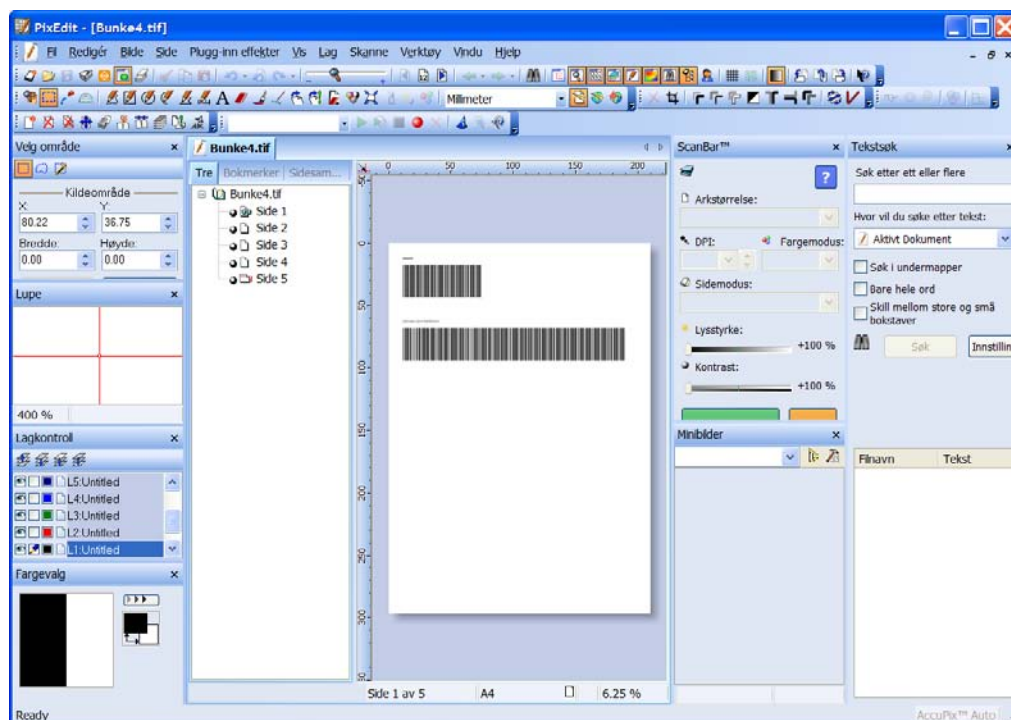 PixEdit - [Bunke4.tif]
Fil Redigér Bilde Side Plugg-inn effekter Vis Lag Skanne Verktøy Vindu Hjelp
Milimeter
Velg område
Kildeområde
X: Y:
80.22 36.75
Bredde: Høyde:
0.00 0.00
Lupe
400 %
Lagkontroll
L5:Untitled
L4:Untitled
L3:Untitled
L2:Untitled
L1:Untitled
Fargevalg
Bunke4.tif
Tre Bokmerker Sidesam...
Bunke4.tif
Side 1
Side 2
Side 3
Side 4
Side 5
0 50 100 150 200
0
50
100
150
200
250
300
Side 1 av 5 A4 6.25 %
ScanBar™
Arkstørrelse:
DPI: Fargemodus:
Sidemodus:
Lysstyrke:
+100 %
Kontrast:
+100 %
Minibilder
Tekstsøk
Søk etter ett eller flere
Hvor vil du søke etter tekst:
Aktivt Dokument
Søk i undermapper
Bare hele ord
Skill mellom store og små
bokstaver
Søk Innstillin
Filnavn Tekst
Ready AccuPix™ Auto